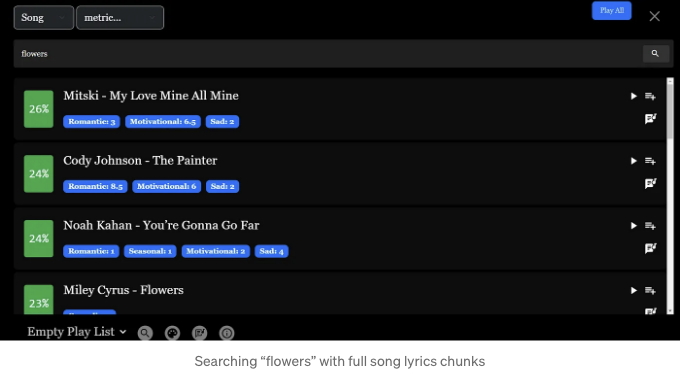 Song metric... Play All
flowers
26% Mitski - My Love Mine All Mine
Romantic: 3 Motivational: 6.5 Sad: 2
24% Cody Johnson - The Painter
Romantic: 8.5 Motivational: 6 Sad: 2
24% Noah Kahan - You're Gonna Go Far
Romantic: 1 Seasonal: 1 Motivational: 2 Sad: 4
23% Miley Cyrus - Flowers
Empty Play List
Searching “flowers” with full song lyrics chunks